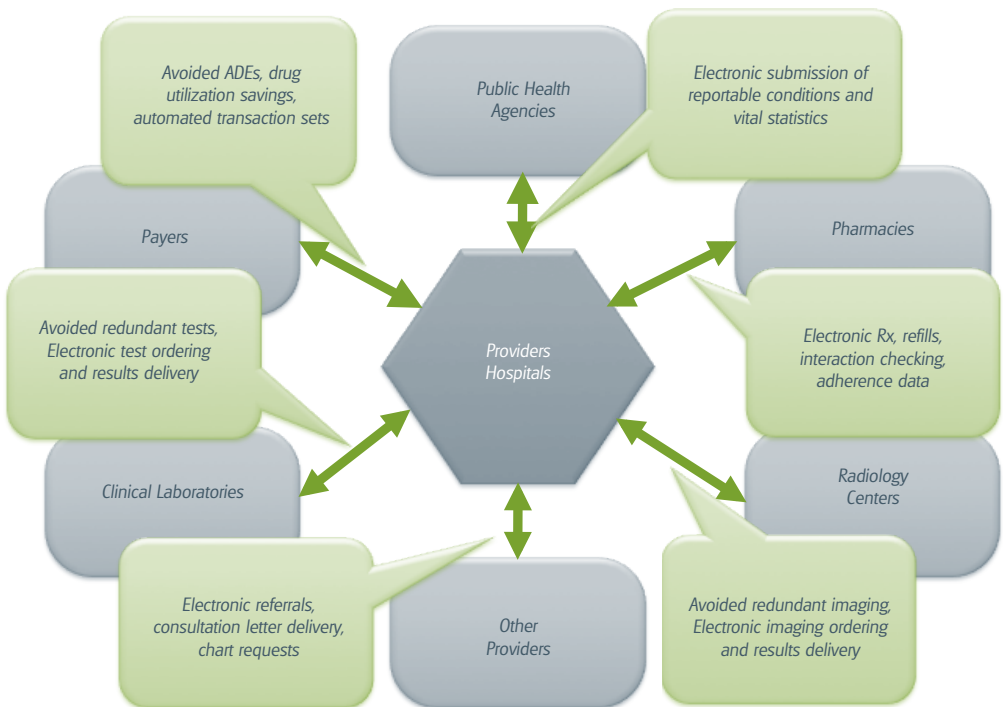 Avoided ADEs, drug
utilization savings,
automated transaction sets
Public Health
Agencies
Electronic submission of
reportable conditions and
vital statistics
Payers
Pharmacies
Avoided redundant tests,
Electronic test ordering
and results delivery
Providers
Hospitals
Electronic Rx, refills,
interaction checking,
adherence data
Clinical Laboratories
Radiology
Centers
Electronic referrals,
consultation letter delivery,
chart requests
Other
Providers
Avoided redundant imaging,
Electronic imaging ordering
and results delivery